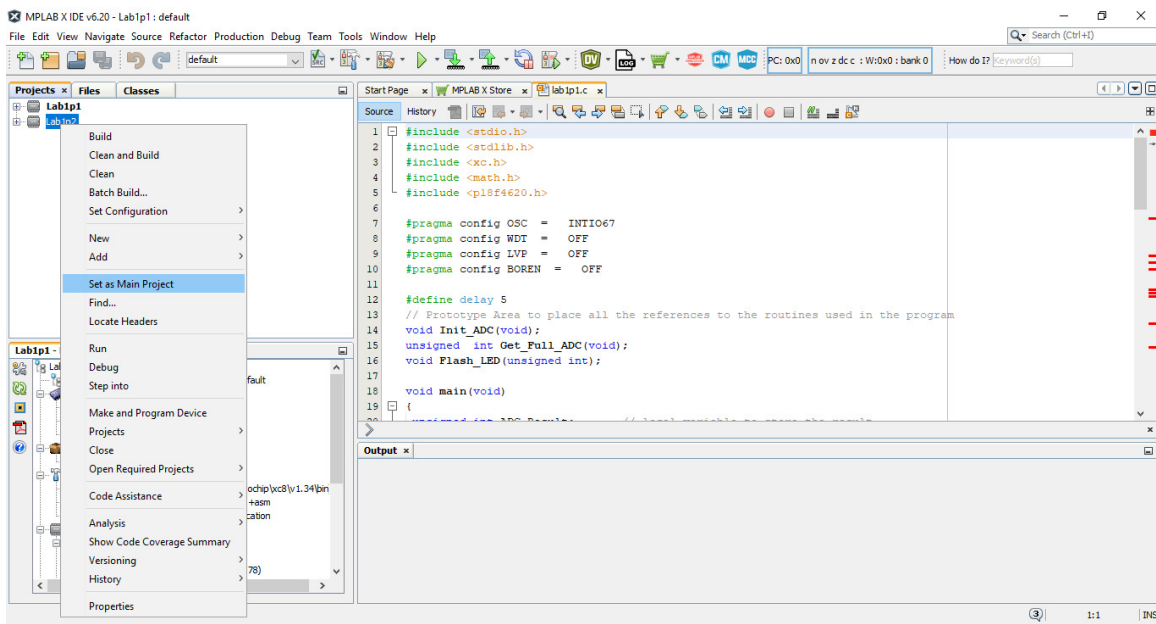 MPLAB X IDE v6.20 - Lab1p1 : default
File Edit View Navigate Source Refactor Production Debug Team Tools Window Help
Search (Ctrl+I)
default
DV
LOG
CM
MCC
PC: 0x0
n ov z dc c : W:0x0 : bank 0
How do I? Keyword(s)
Projects × Files Classes
Lab1p1
Lab1p2
Build
Clean and Build
Clean
Batch Build...
Set Configuration
New
Add
Set as Main Project
Find...
Locate Headers
Run
Debug
Step into
Make and Program Device
Projects
Close
Open Required Projects
Code Assistance
Analysis
Show Code Coverage Summary
Versioning
History
Properties
Lab1p1 -
fault
ochip\xc8\v1.34\bin
+asm
cation
78)
Start Page × MPLAB X Store × lab1p1.c ×
Source History
1 #include <stdio.h>
2 #include <stdlib.h>
3 #include <xc.h>
4 #include <math.h>
5 #include <p18f4620.h>
6
7 #pragma config OSC = INTIO67
8 #pragma config WDT = OFF
9 #pragma config LVP = OFF
10 #pragma config BOREN = OFF
11
12 #define delay 5
13 // Prototype Area to place all the references to the routines used in the program
14 void Init_ADC(void);
15 unsigned int Get_Full_ADC(void);
16 void Flash_LED(unsigned int);
17
18 void main(void)
19 {
Output ×
3
1:1
INS